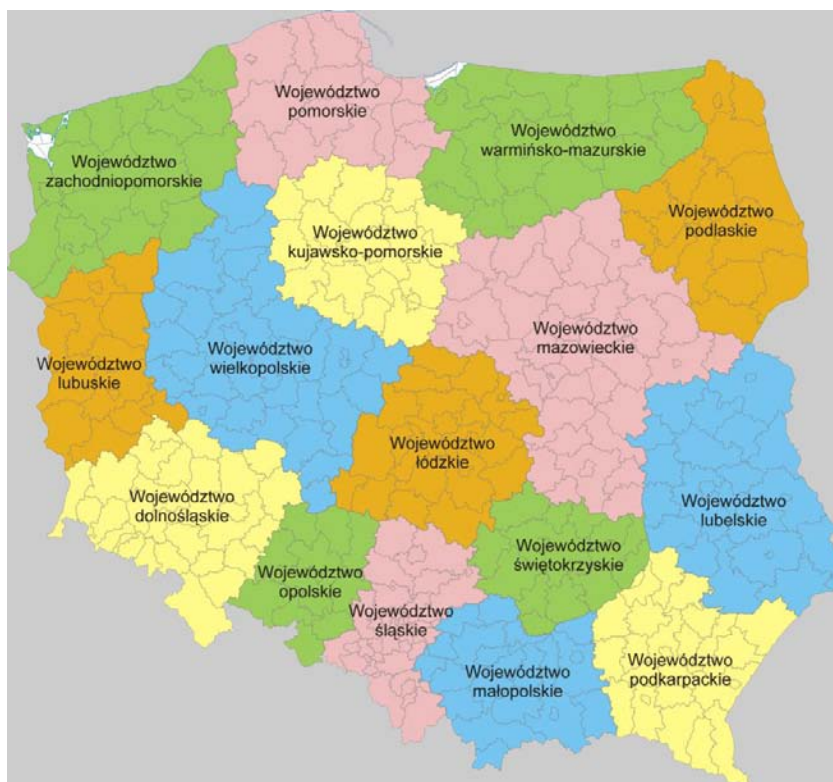 Województwo
pomorskie
Województwo
warmińsko-mazurskie
Województwo
zachodniopomorskie
Województwo
podlaskie
Województwo
kujawsko-pomorskie
Województwo
mazowieckie
Województwo
wielkopolskie
Województwo
lubuskie
Województwo
łódzkie
Województwo
dolnośląskie
Województwo
lubelskie
Województwo
świętokrzyskie
Województwo
opolskie
Województwo
śląskie
Województwo
małopolskie
Województwo
podkarpackie